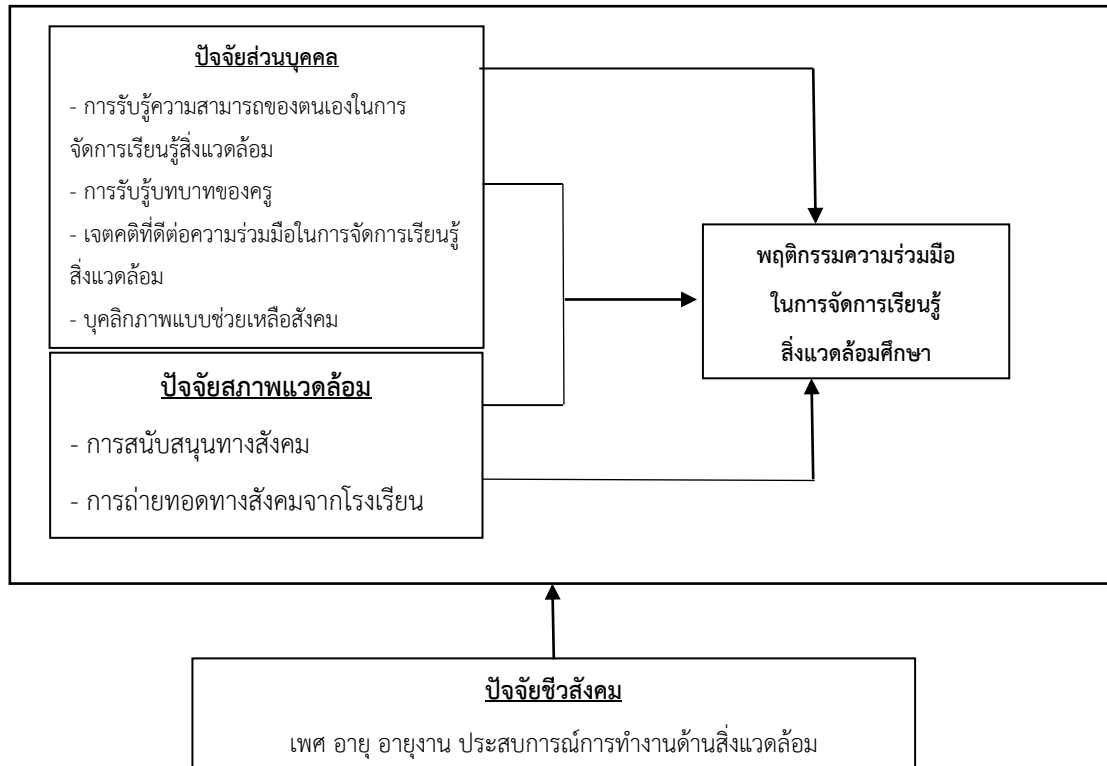 ปัจจัยส่วนบุคคล
- การรับรู้ความสามารถของตนเองในการ
จัดการเรียนรู้สิ่งแวดล้อม
- การรับรู้บทบาทของครู
- เจตคติที่ดีต่อความร่วมมือในการจัดการเรียนรู้
สิ่งแวดล้อม
- บุคลิกภาพแบบช่วยเหลือสังคม
ปัจจัยสภาพแวดล้อม
- การสนับสนุนทางสังคม
- การถ่ายทอดทางสังคมจากโรงเรียน
พฤติกรรมความร่วมมือ
ในการจัดการเรียนรู้
สิ่งแวดล้อมศึกษา
ปัจจัยชีวสังคม
เพศ อายุ อายุงาน ประสบการณ์การทำงานด้านสิ่งแวดล้อม